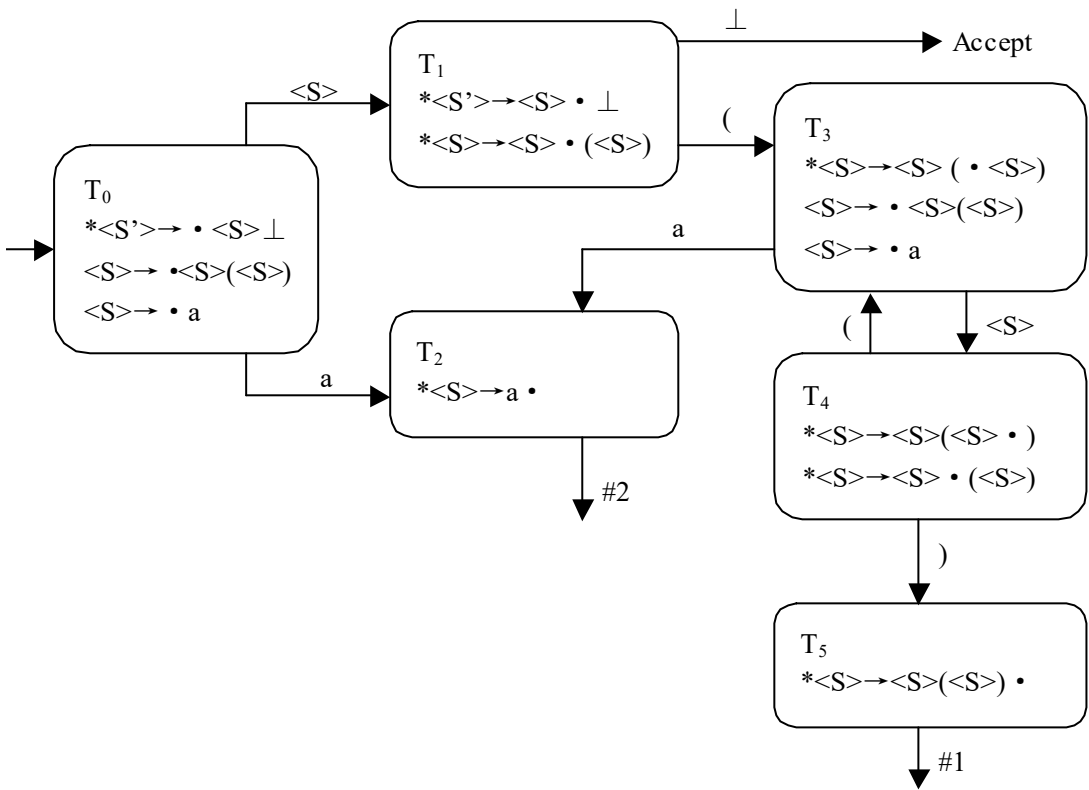 ⊥
Accept
<S>
T₁
*<S’>→<S>・⊥
*<S>→<S>・(<S>)
(
T₃
*<S>→<S> (・<S>)
<S>→・<S>(<S>)
<S>→・a
T₀
*<S’>→・<S>⊥
<S>→・<S>(<S>)
<S>→・a
a
a
T₂
*<S>→a・
#2
(
<S>
T₄
*<S>→<S>(<S>・)
*<S>→<S>・(<S>)
)
T₅
*<S>→<S>(<S>)・
#1